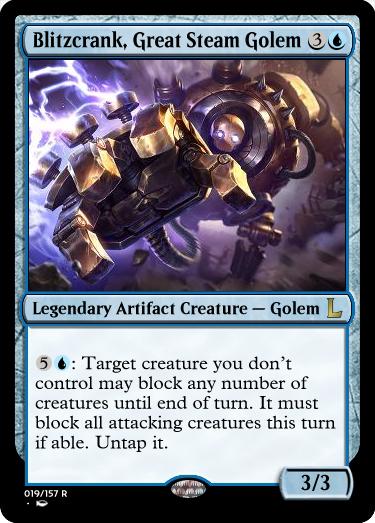 Blitzcrank, Great Steam Golem 3
Legendary Artifact Creature — Golem L
5 : Target creature you don't
control may block any number of
creatures until end of turn. It must
block all attacking creatures this turn
if able. Untap it.
3/3
019/157 R